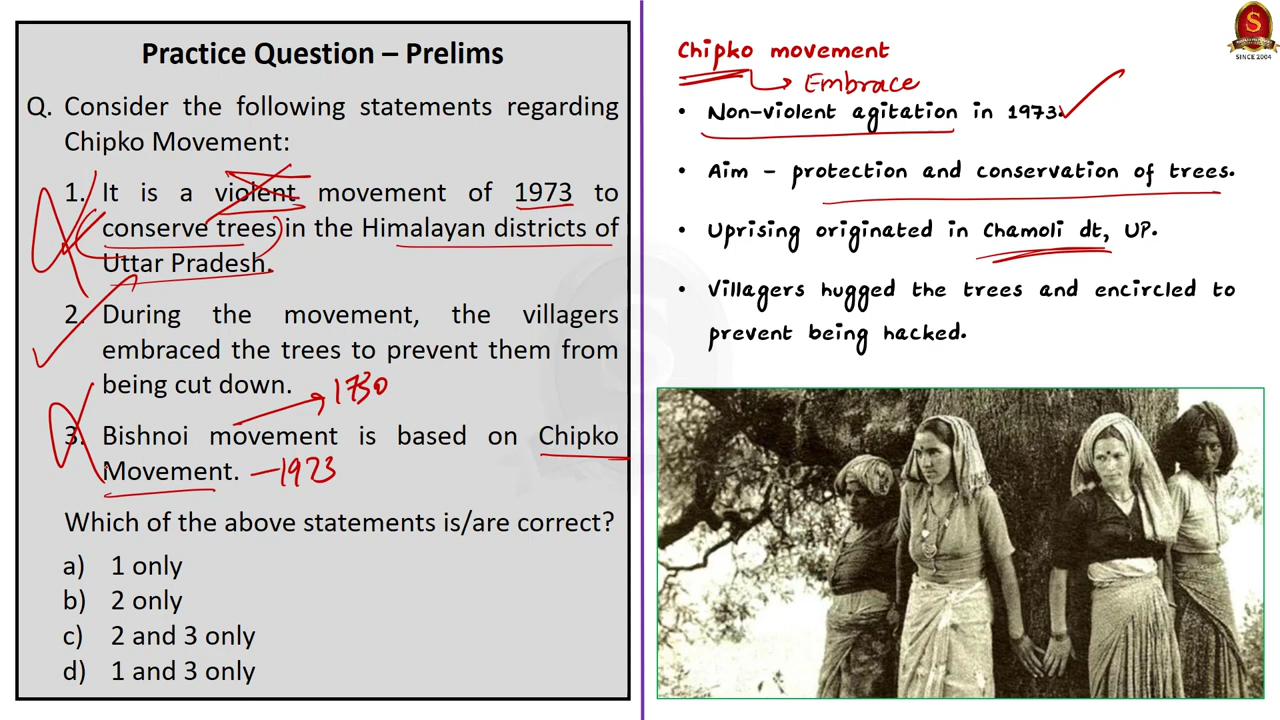 Practice Question – Prelims
Q. Consider the following statements regarding
Chipko Movement:
1. It is a violent movement of 1973 to
conserve trees in the Himalayan districts of
Uttar Pradesh.
2. During the movement, the villagers
embraced the trees to prevent them from
being cut down.
1730
3. Bishnoi movement is based on Chipko
Movement. – 1973
Which of the above statements is/are correct?
a) 1 only
b) 2 only
c) 2 and 3 only
d) 1 and 3 only
S
SINCE 2004
Chipko movement
Embrace
• Non-violent agitation in 1973.
• Aim – protection and conservation of trees.
• Uprising originated in Chamoli dt, UP.
• Villagers hugged the trees and encircled to
prevent being hacked.